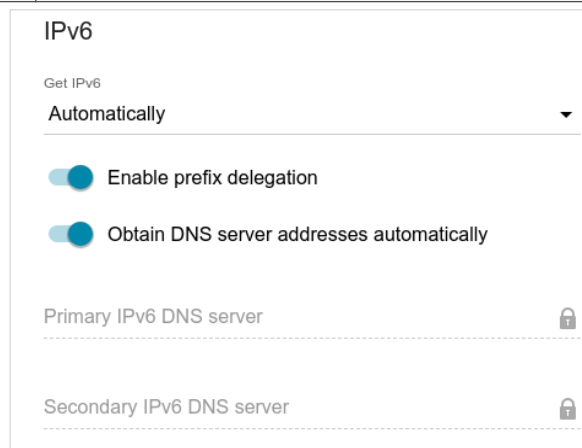 IPv6
Get IPv6
Automatically
Enable prefix delegation
Obtain DNS server addresses automatically
Primary IPv6 DNS server
Secondary IPv6 DNS server